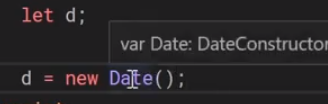 let d;
var Date: DateConstructor
d = new Date();